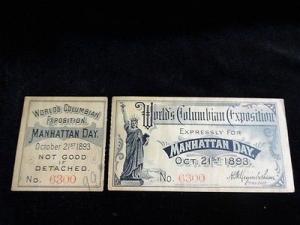 World's Columbian
Exposition.
Manhattan Day.
October 21st 1893
NOT GOOD
IF
DETACHED.
No. 6300
World's Columbian Exposition
EXPRESSLY FOR
MANHATTAN DAY.
OCT. 21st 1893.
No. 6300